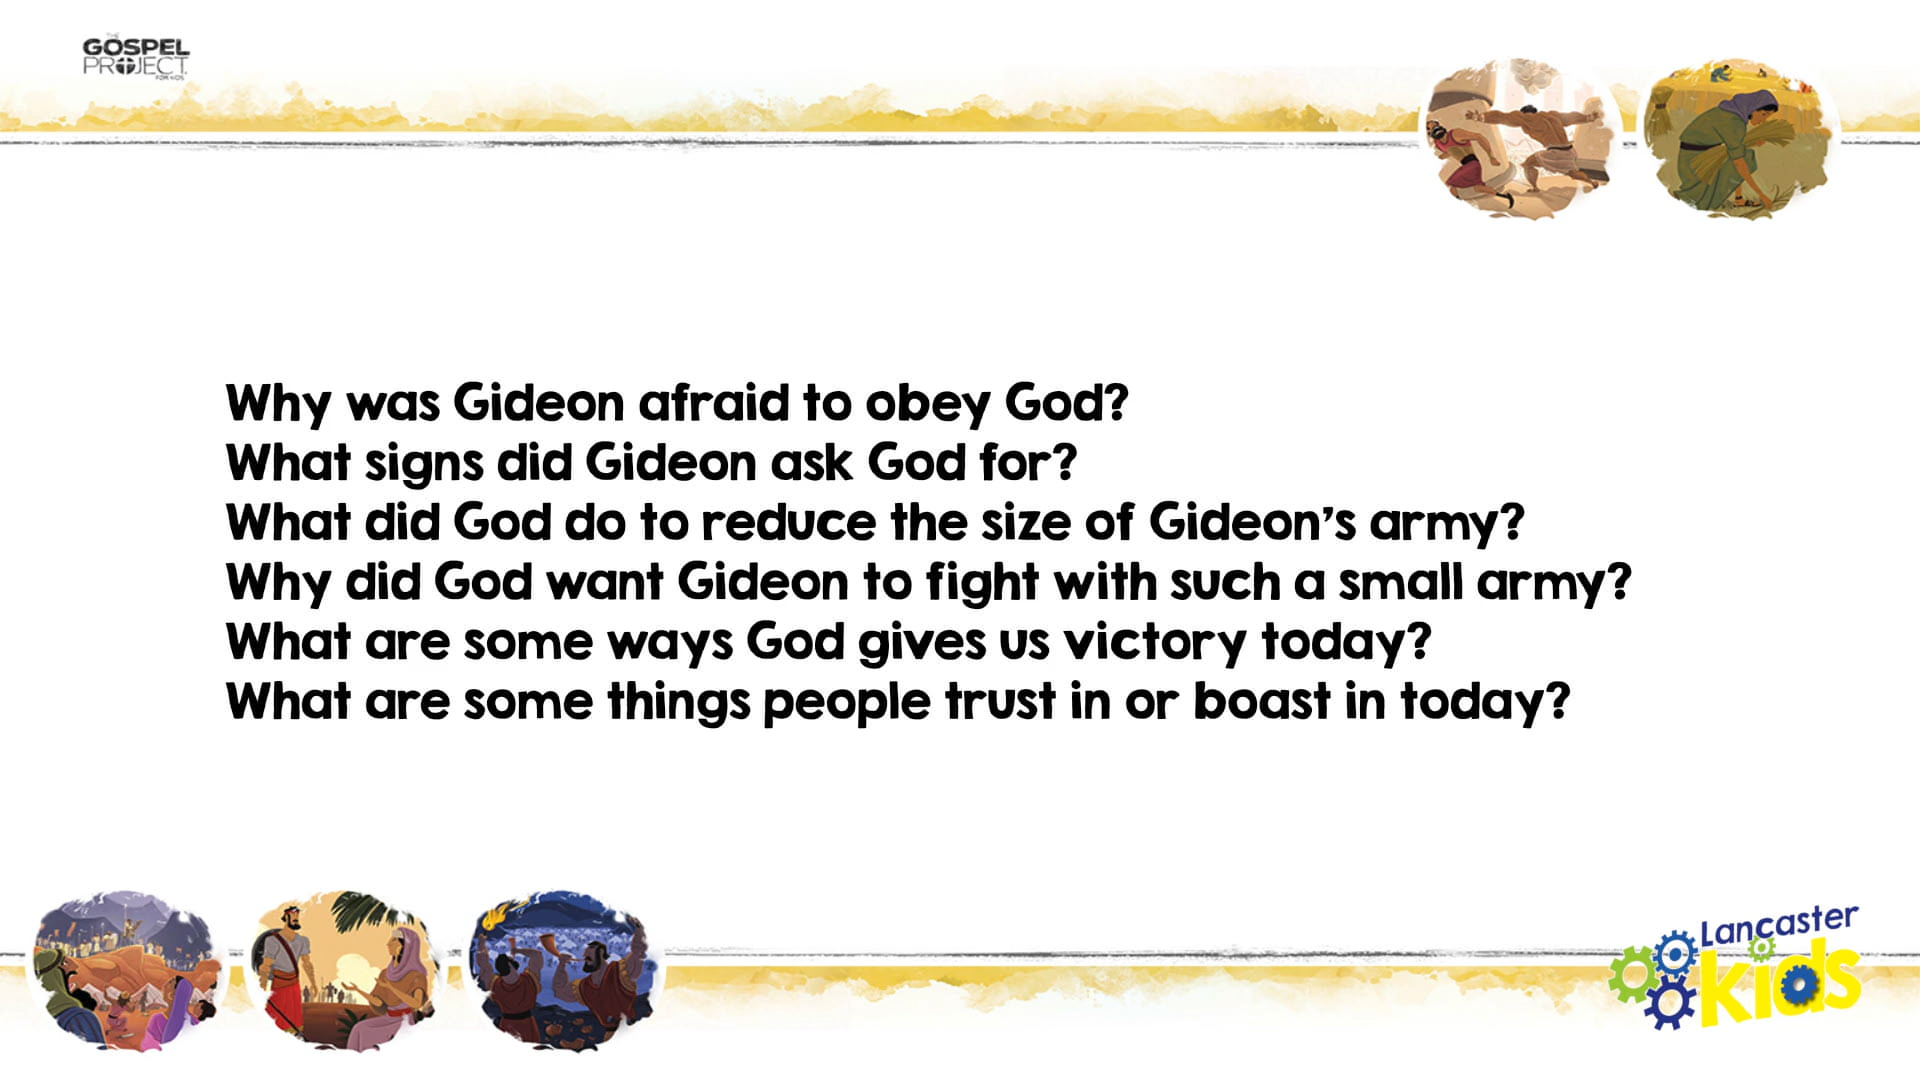 THE
GOSPEL
PROJECT
FOR KIDS
Why was Gideon afraid to obey God?
What signs did Gideon ask God for?
What did God do to reduce the size of Gideon’s army?
Why did God want Gideon to fight with such a small army?
What are some ways God gives us victory today?
What are some things people trust in or boast in today?
Lancaster
kids